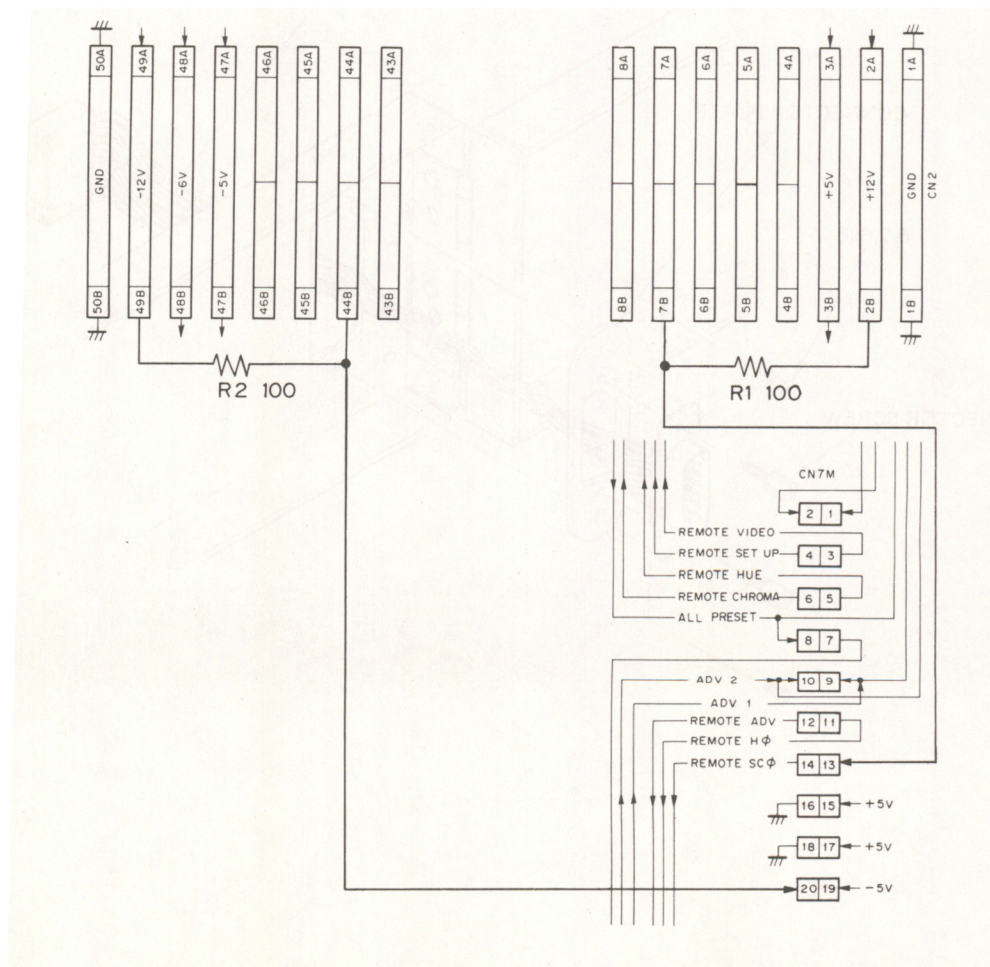 50A 49A 48A 47A 46A 45A 44A 43A
8A 7A 6A 5A 4A 3A 2A 1A
GND -12V -6V -5V
+5V +12V GND CN2
50B 49B 48B 47B 46B 45B 44B 43B
8B 7B 6B 5B 4B 3B 2B 1B
R2 100
R1 100
CN7M
2 1
REMOTE VIDEO
REMOTE SET UP 4 3
REMOTE HUE
REMOTE CHROMA 6 5
ALL PRESET
8 7
ADV 2 10 9
ADV 1
REMOTE ADV 12 11
REMOTE HΦ
REMOTE SCΦ 14 13
16 15 +5V
18 17 +5V
20 19 -5V